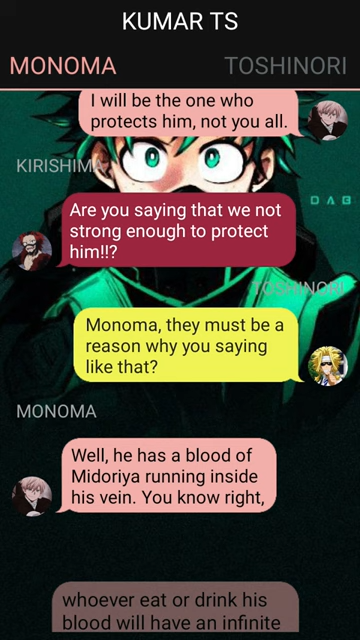 KUMAR TS
MONOMA TOSHINORI
I will be the one who
protects him, not you all.
KIRISHIMA
Are you saying that we not
strong enough to protect
him!!?
DAB
TOSHINORI
Monoma, they must be a
reason why you saying
like that?
MONOMA
Well, he has a blood of
Midoriya running inside
his vein. You know right,
whoever eat or drink his
blood will have an infinite